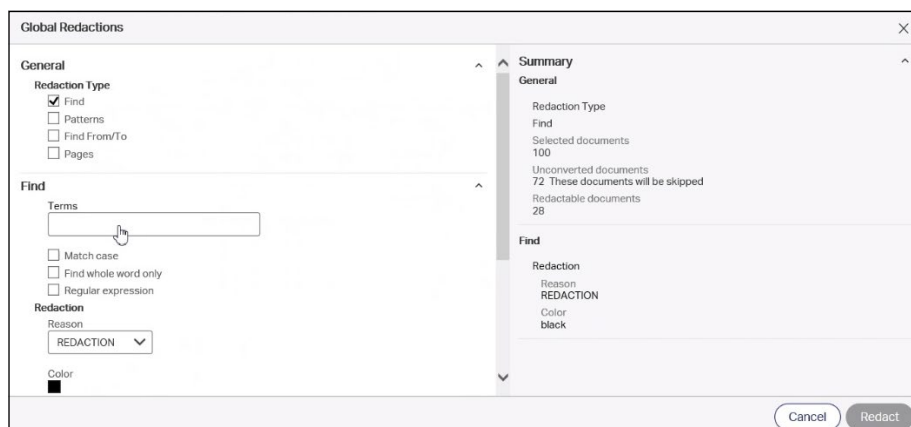 Global Redactions
General
Redaction Type
Find
Patterns
Find From/To
Pages
Find
Terms
Match case
Find whole word only
Regular expression
Redaction
Reason
REDACTION
Color
Summary
General
Redaction Type
Find
Selected documents
100
Unconverted documents
72 These documents will be skipped
Redactable documents
28
Find
Redaction
Reason
REDACTION
Color
black
Cancel
Redact